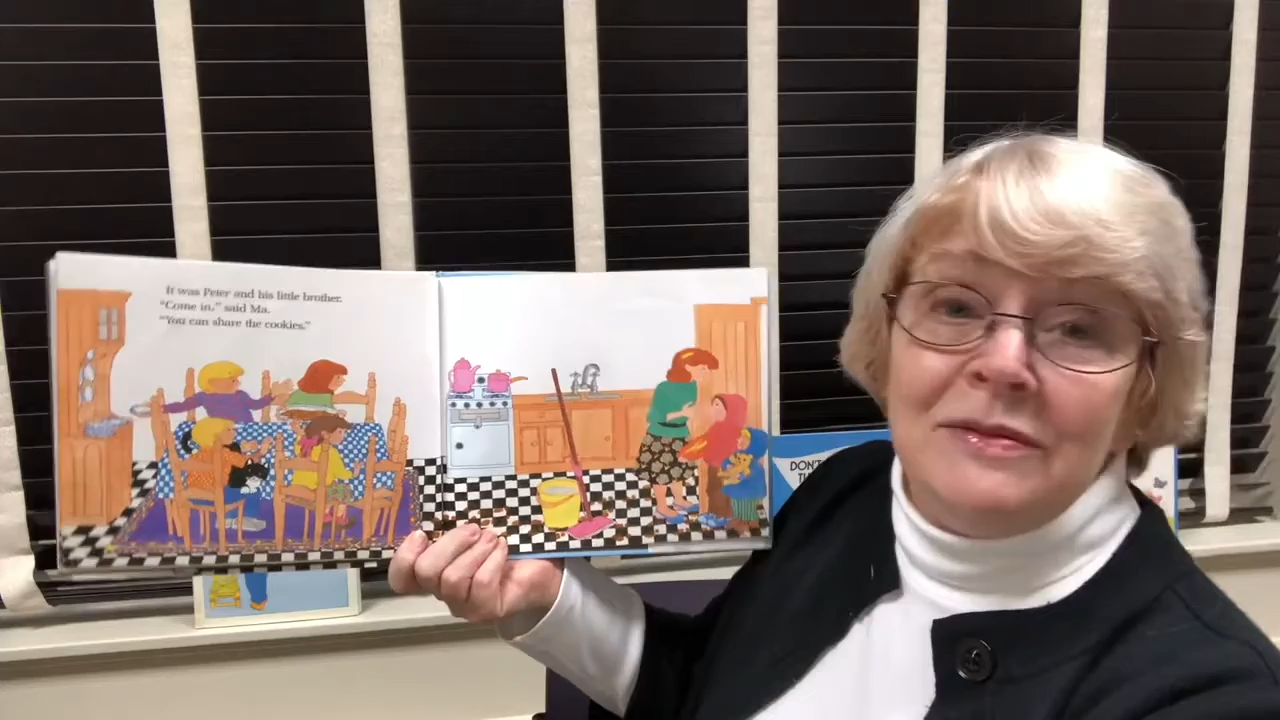 It was Peter and his little brother.
"Come in," said Ma.
"You can share the cookies."
DON'T